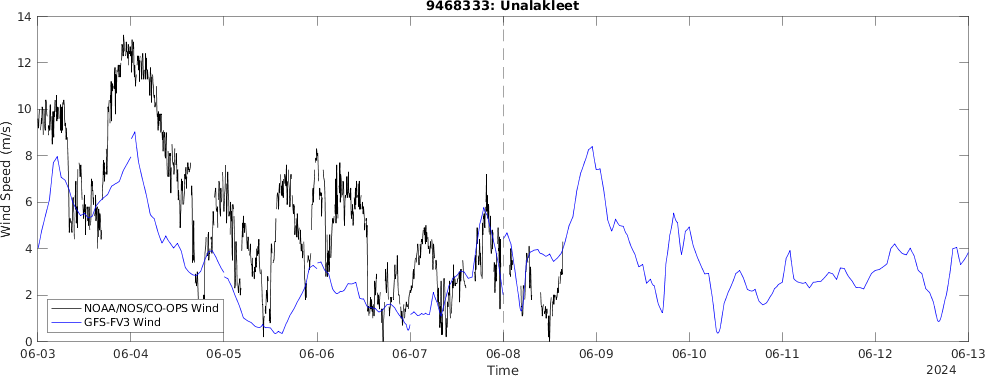 9468333: Unalakleet
14
12
10
8
6
4
2
0
Wind Speed (m/s)
NOAA/NOS/CO-OPS Wind
GFS-FV3 Wind
06-03 06-04 06-05 06-06 06-07 06-08 06-09 06-10 06-11 06-12 06-13
Time
2024